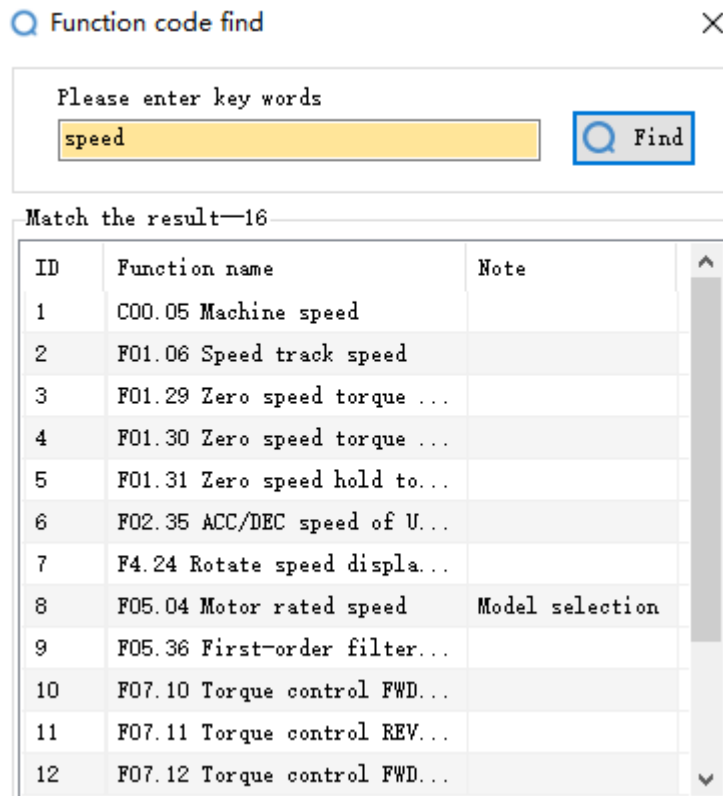 Function code find
Please enter key words
speed
Find
Match the result—16
ID Function name Note
1 C00.05 Machine speed
2 F01.06 Speed track speed
3 F01.29 Zero speed torque ...
4 F01.30 Zero speed torque ...
5 F01.31 Zero speed hold to...
6 F02.35 ACC/DEC speed of U...
7 F4.24 Rotate speed displa...
8 F05.04 Motor rated speed Model selection
9 F05.36 First-order filter...
10 F07.10 Torque control FWD...
11 F07.11 Torque control REV...
12 F07.12 Torque control FWD...